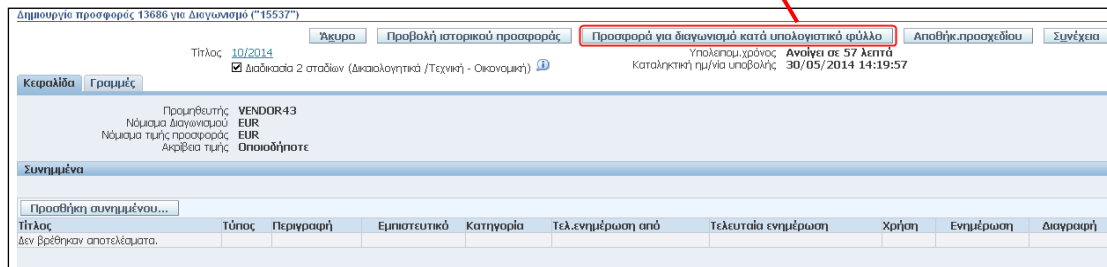 Δημιουργία προσφοράς 13686 για Διαγωνισμό ("15537")
Άκυρο Προβολή ιστορικού προσφοράς Προσφορά για διαγωνισμό κατά υπολογιστικό φύλλο Αποθήκ.προσχεδίου Συνέχεια
Τίτλος 10/2014 Υπολειπομ.χρόνος Ανοίγει σε 57 λεπτά
Διαδικασία 2 σταδίων (Δικαιολογητικά /Τεχνική - Οικονομική) Καταληκτική ημ/νία υποβολής 30/05/2014 14:19:57
Κεφαλίδα Γραμμές
Προμηθευτής VENDOR43
Νόμισμα Διαγωνισμού EUR
Νόμισμα τιμής προσφοράς EUR
Ακρίβεια τιμής Οποιοδήποτε
Συνημμένα
Προσθήκη συνημμένου...
Τίτλος Τύπος Περιγραφή Εμπιστευτικό Κατηγορία Τελ.ενημέρωση από Τελευταία ενημέρωση Χρήση Ενημέρωση Διαγραφή
Δεν βρέθηκαν αποτελέσματα.